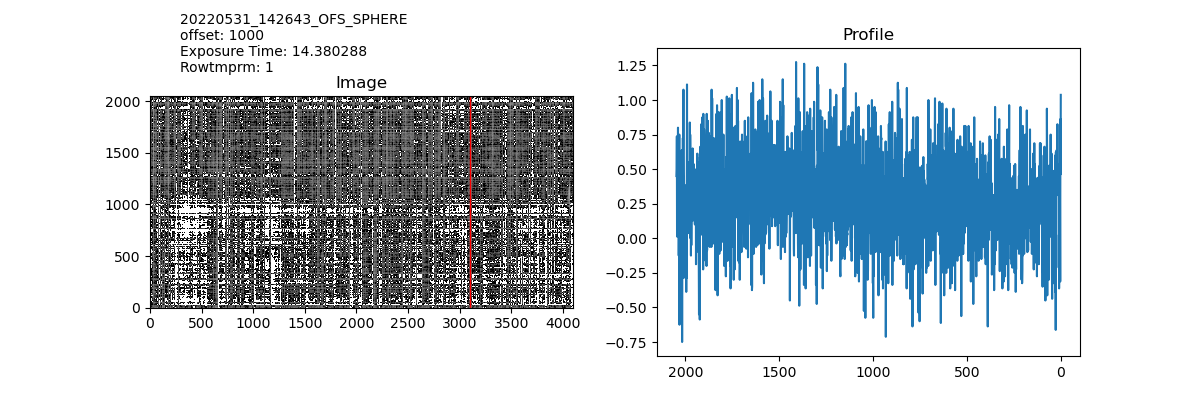 20220531_142643_OFS_SPHERE
offset: 1000
Exposure Time: 14.380288
Rowtmprm: 1
Image
2000
1500
1000
500
0
0 500 1000 1500 2000 2500 3000 3500 4000
Profile
1.25
1.00
0.75
0.50
0.25
0.00
−0.25
−0.50
−0.75
2000 1500 1000 500 0